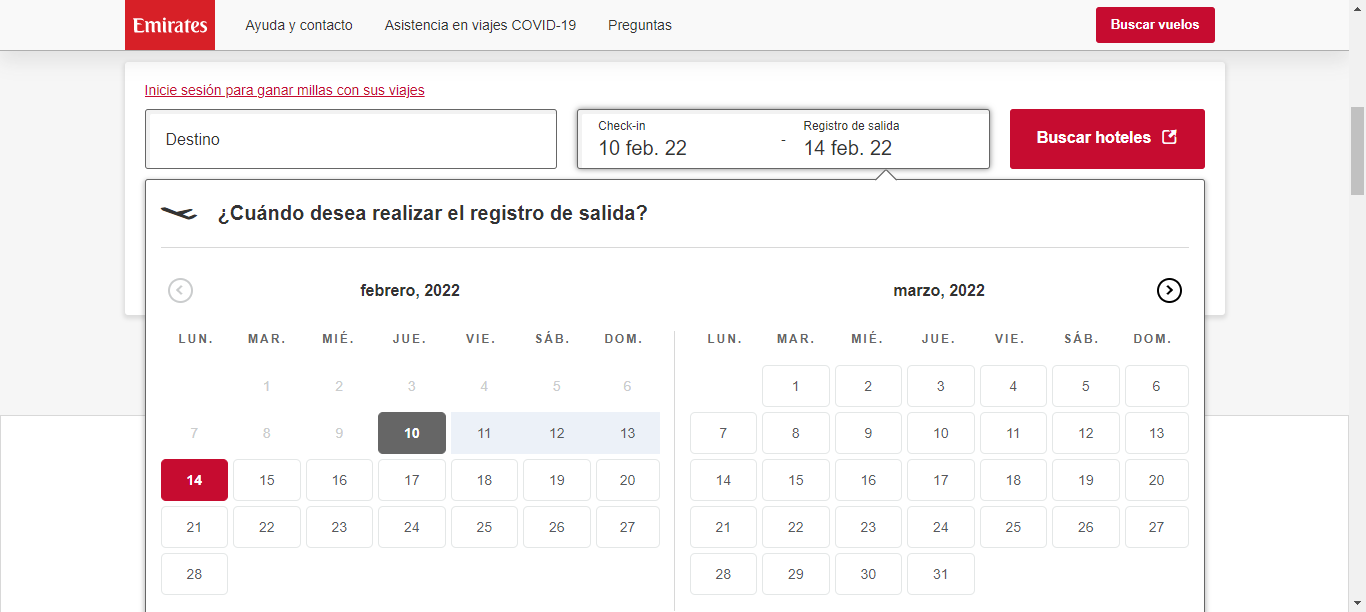 Emirates Ayuda y contacto Asistencia en viajes COVID-19 Preguntas Buscar vuelos
Inicie sesión para ganar millas con sus viajes
Destino
Check-in
10 feb. 22
-
Registro de salida
14 feb. 22
Buscar hoteles
¿Cuándo desea realizar el registro de salida?
febrero, 2022
LUN. MAR. MIÉ. JUE. VIE. SÁB. DOM.
1 2 3 4 5 6
7 8 9 10 11 12 13
14 15 16 17 18 19 20
21 22 23 24 25 26 27
28
marzo, 2022
LUN. MAR. MIÉ. JUE. VIE. SÁB. DOM.
1 2 3 4 5 6
7 8 9 10 11 12 13
14 15 16 17 18 19 20
21 22 23 24 25 26 27
28 29 30 31